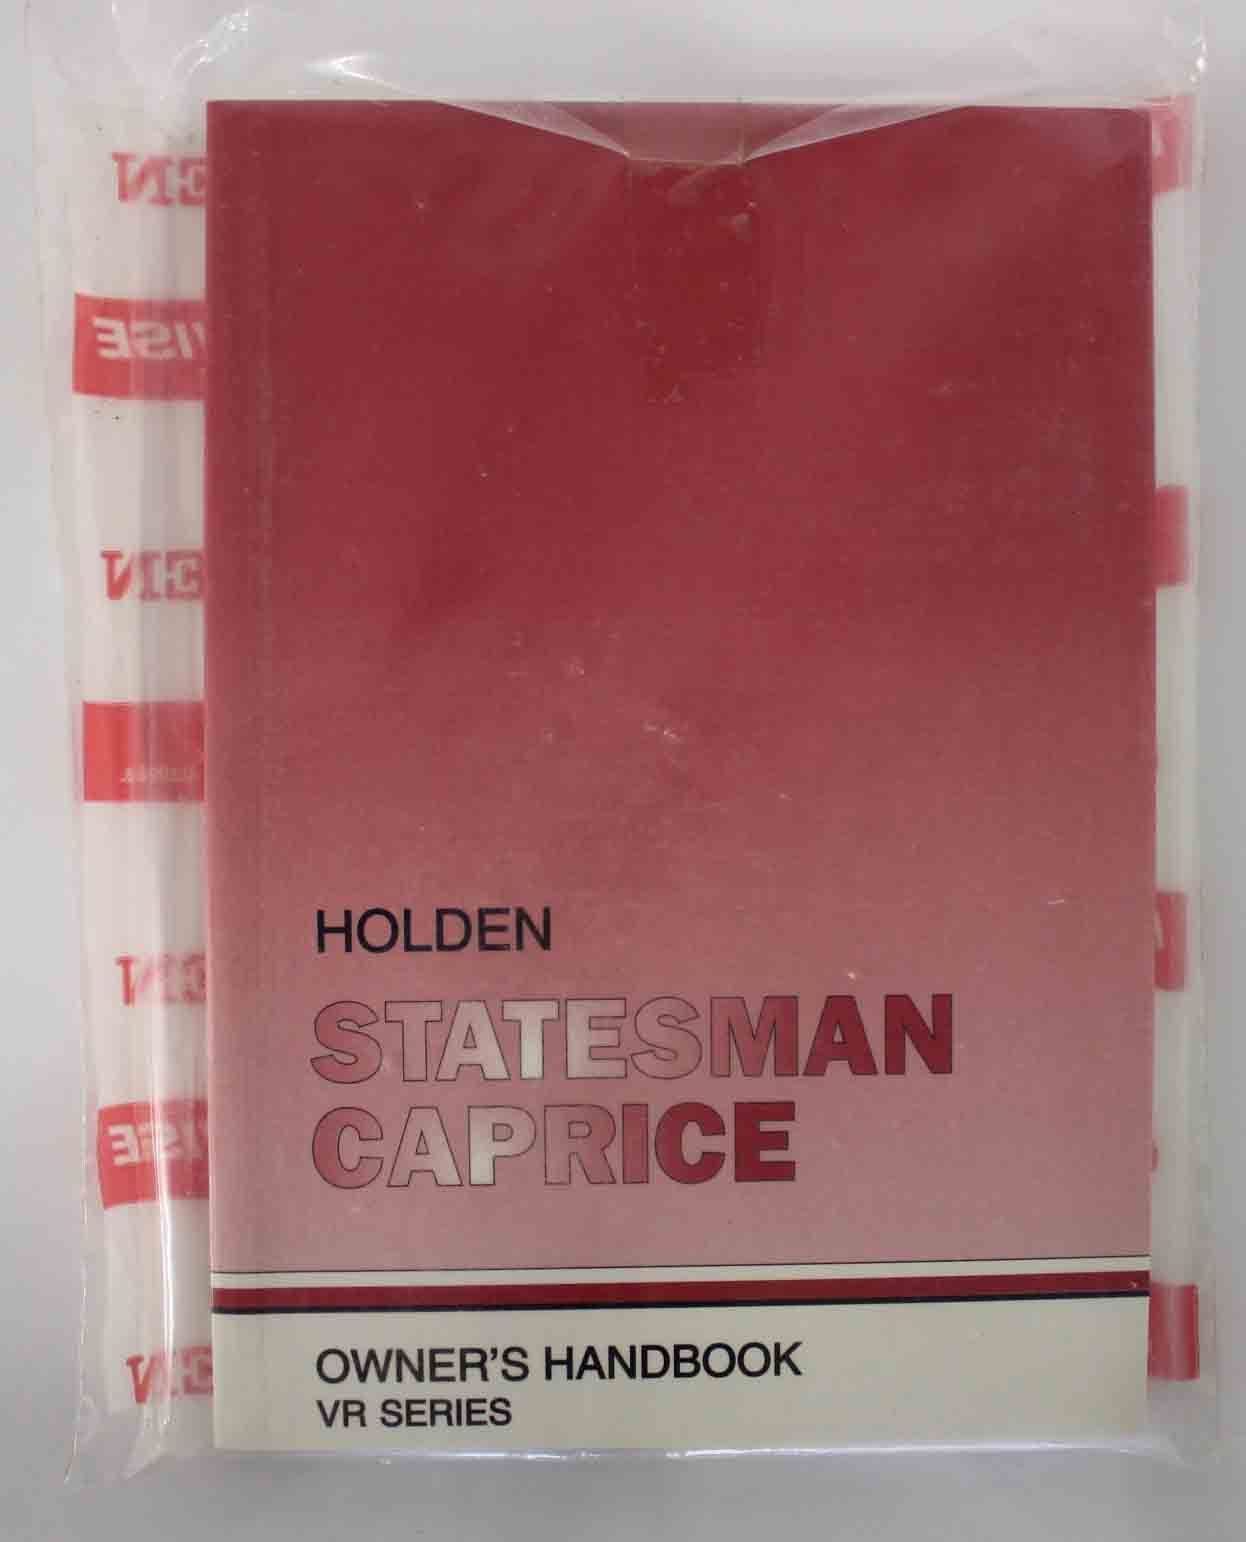 HOLDEN
STATESMAN
CAPRICE
OWNER'S HANDBOOK
VR SERIES